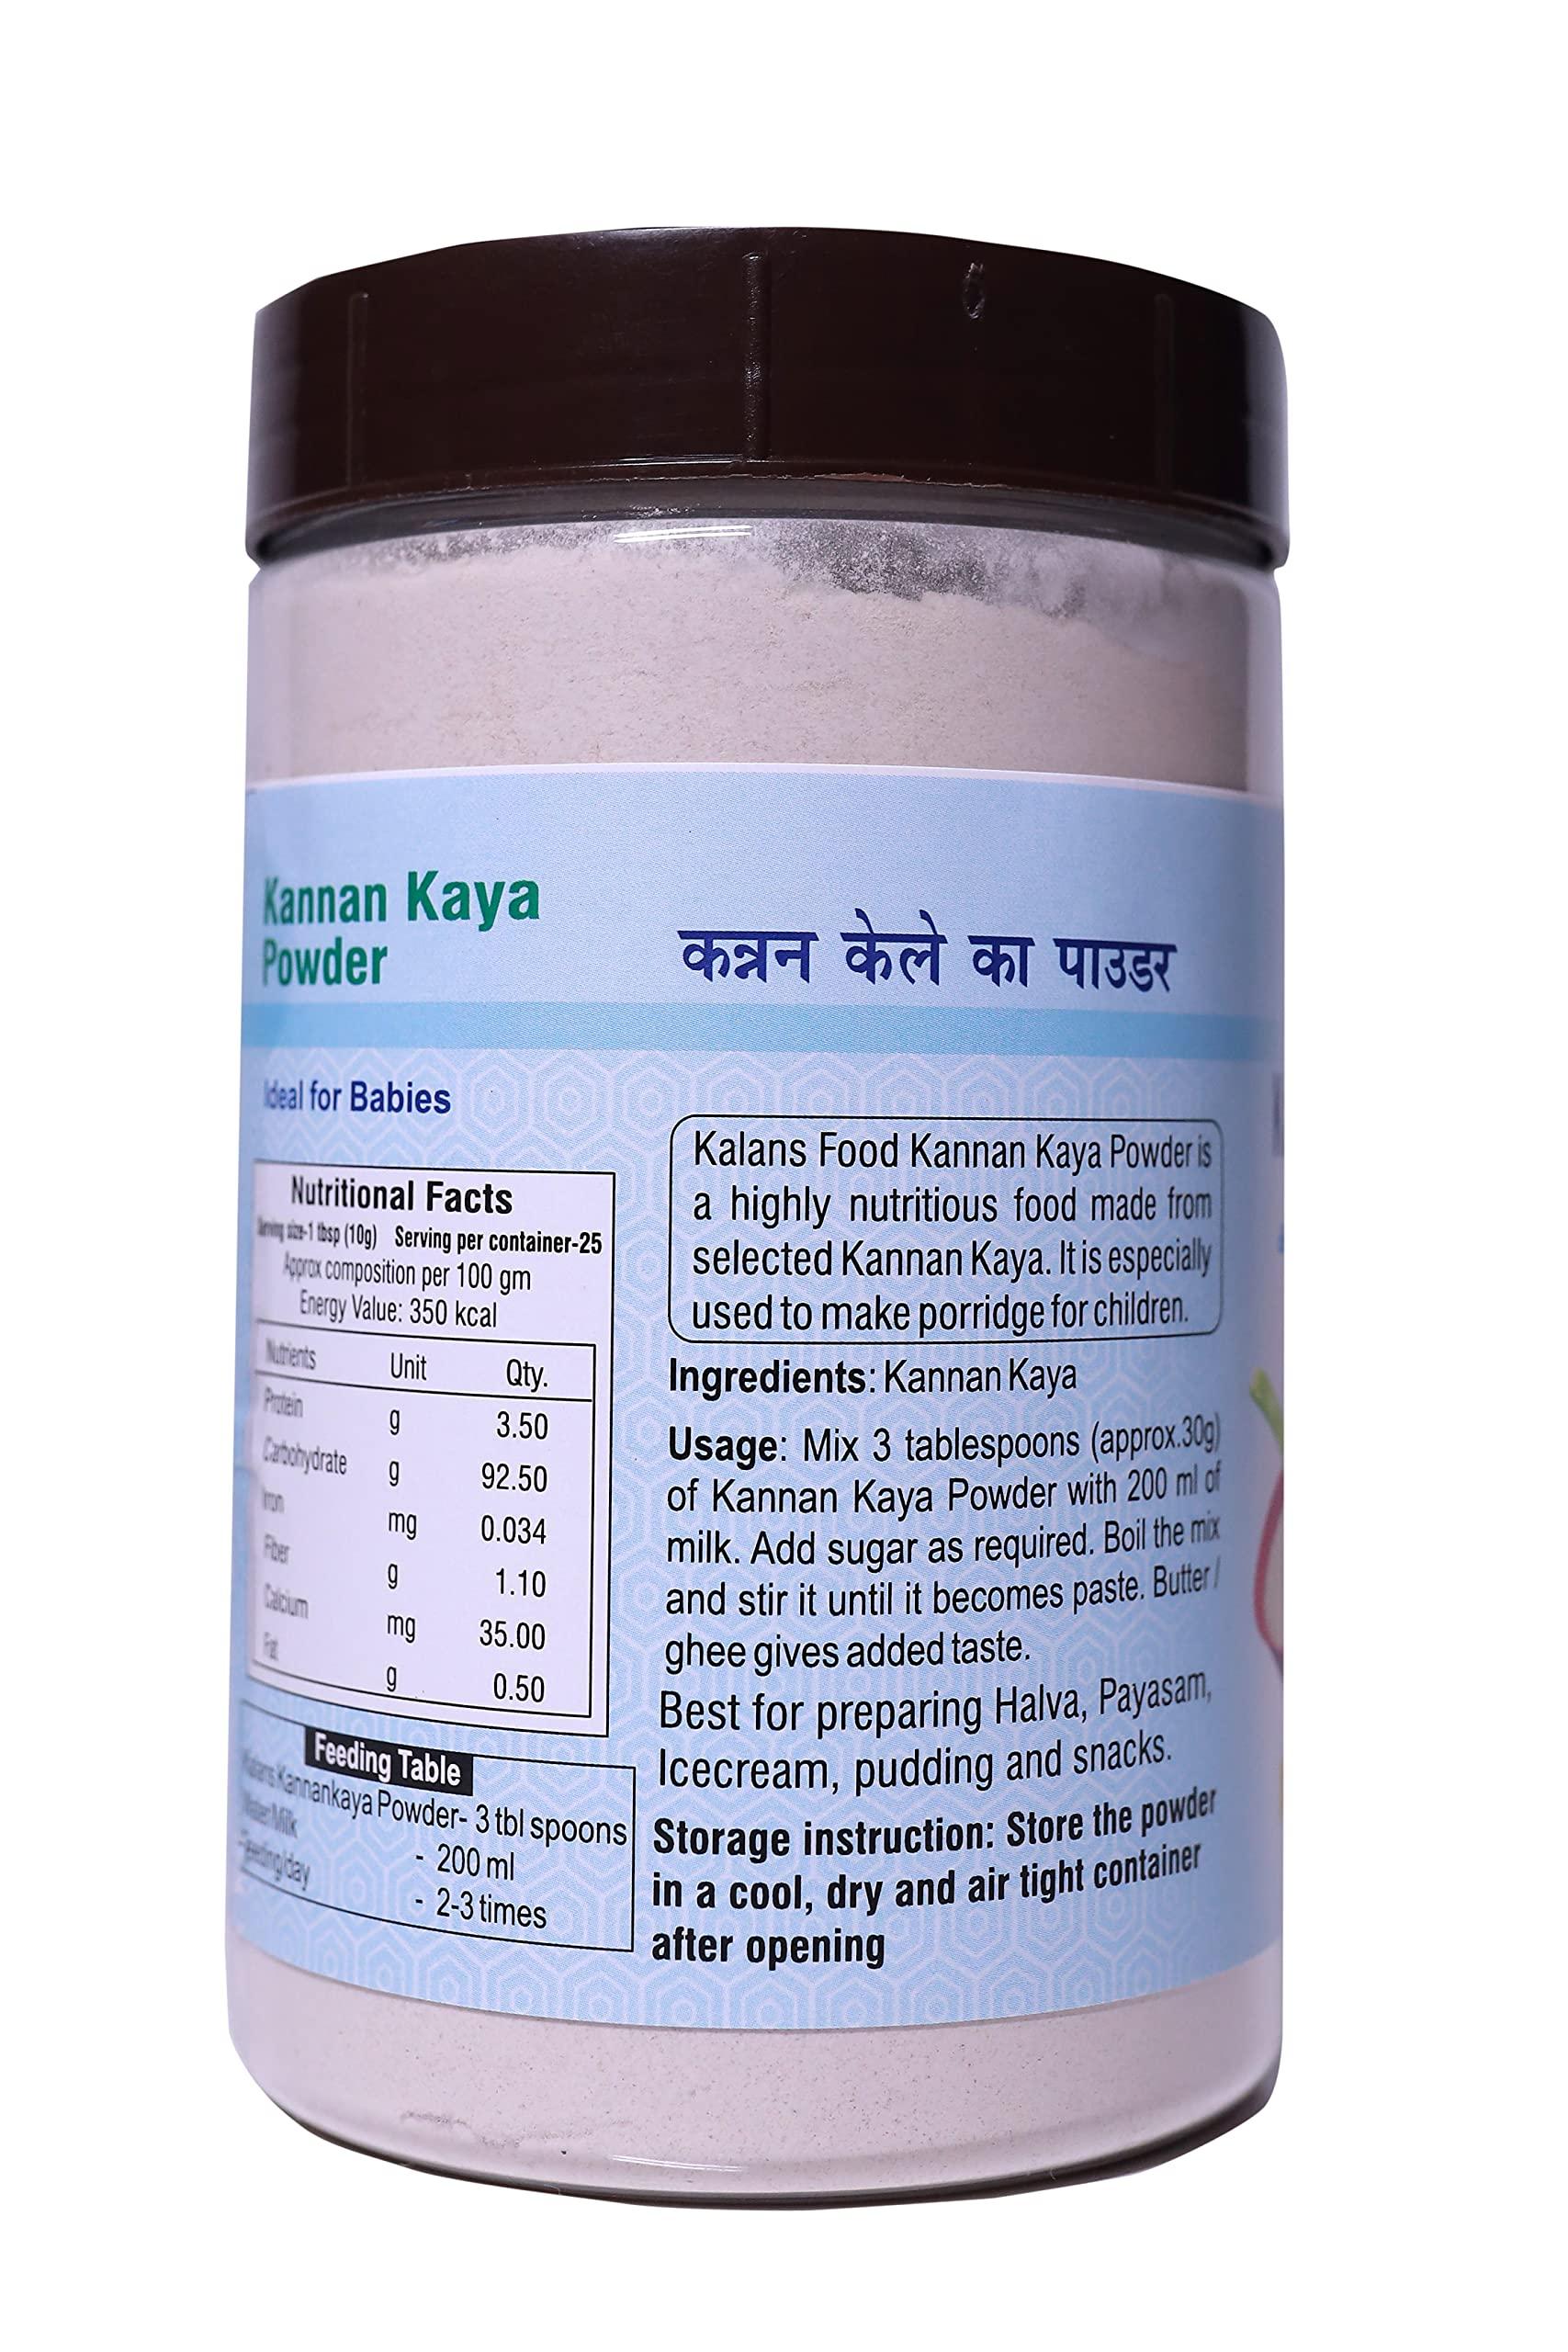 Kannan Kaya
Powder
कन्नन केले का पाउडर
Ideal for Babies
Nutritional Facts
Serving size-1 tbsp (10g) Serving per container-25
Approx composition per 100 gm
Energy Value: 350 kcal
Nutrients Unit Qty.
Protein g 3.50
Carbohydrate g 92.50
Iron mg 0.034
Fiber g 1.10
Calcium mg 35.00
Fat g 0.50
Feeding Table
Kalans Kannankaya Powder- 3 tbl spoons
Water/Milk - 200 ml
Feeding/day - 2-3 times
Kalans Food Kannan Kaya Powder is
a highly nutritious food made from
selected Kannan Kaya. It is especially
used to make porridge for children.
Ingredients: Kannan Kaya
Usage: Mix 3 tablespoons (approx.30g)
of Kannan Kaya Powder with 200 ml of
milk. Add sugar as required. Boil the mix
and stir it until it becomes paste. Butter /
ghee gives added taste.
Best for preparing Halva, Payasam,
Icecream, pudding and snacks.
Storage instruction: Store the powder
in a cool, dry and air tight container
after opening